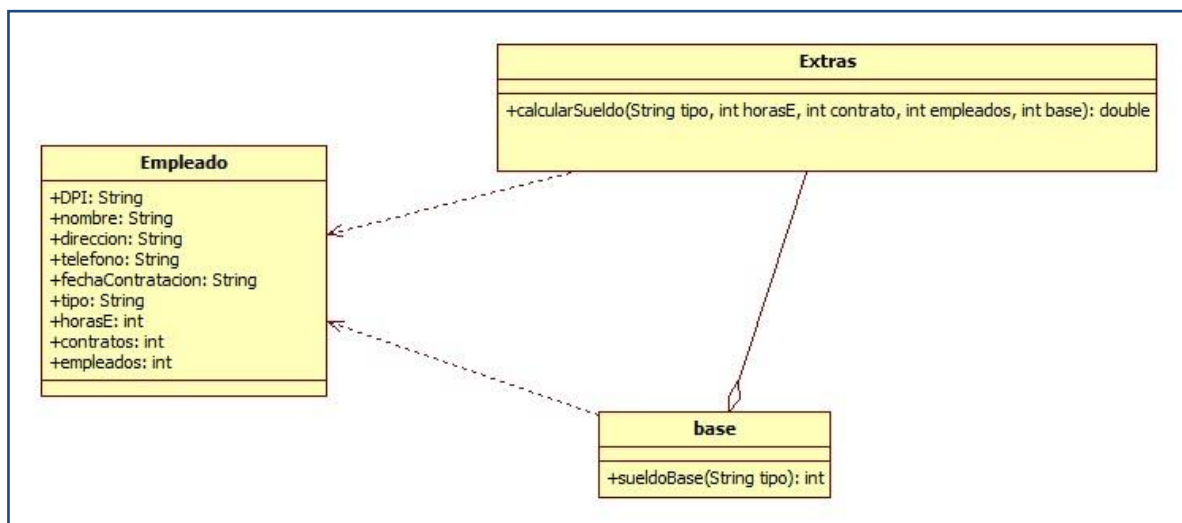 Extras
+calcularSueldo(String tipo, int horasE, int contrato, int empleados, int base): double
Empleado
+DPI: String
+nombre: String
+direccion: String
+telefono: String
+fechaContratacion: String
+tipo: String
+horasE: int
+contratos: int
+empleados: int
base
+sueldoBase(String tipo): int